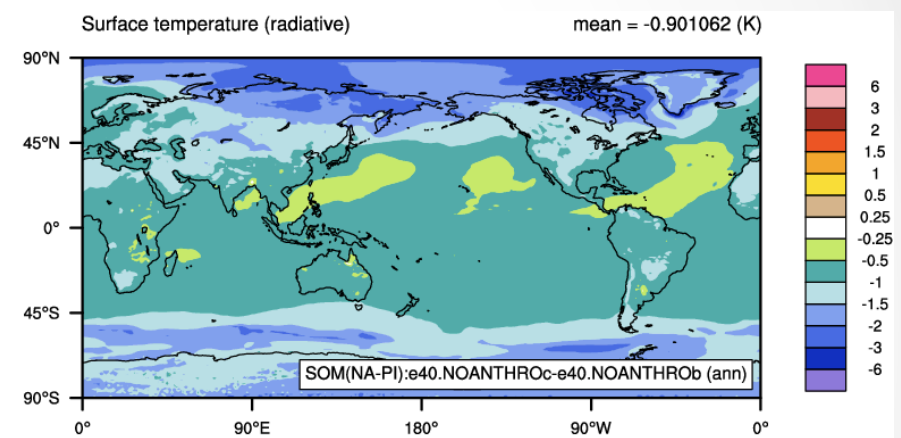 Surface temperature (radiative) mean = -0.901062 (K)
90°N
45°N
0°
45°S
90°S
0° 90°E 180° 90°W 0°
SOM(NA-PI):e40.NOANTHROc-e40.NOANTHROb (ann)
6
3
2
1.5
1
0.5
0.25
-0.25
-0.5
-1
-1.5
-2
-3
-6